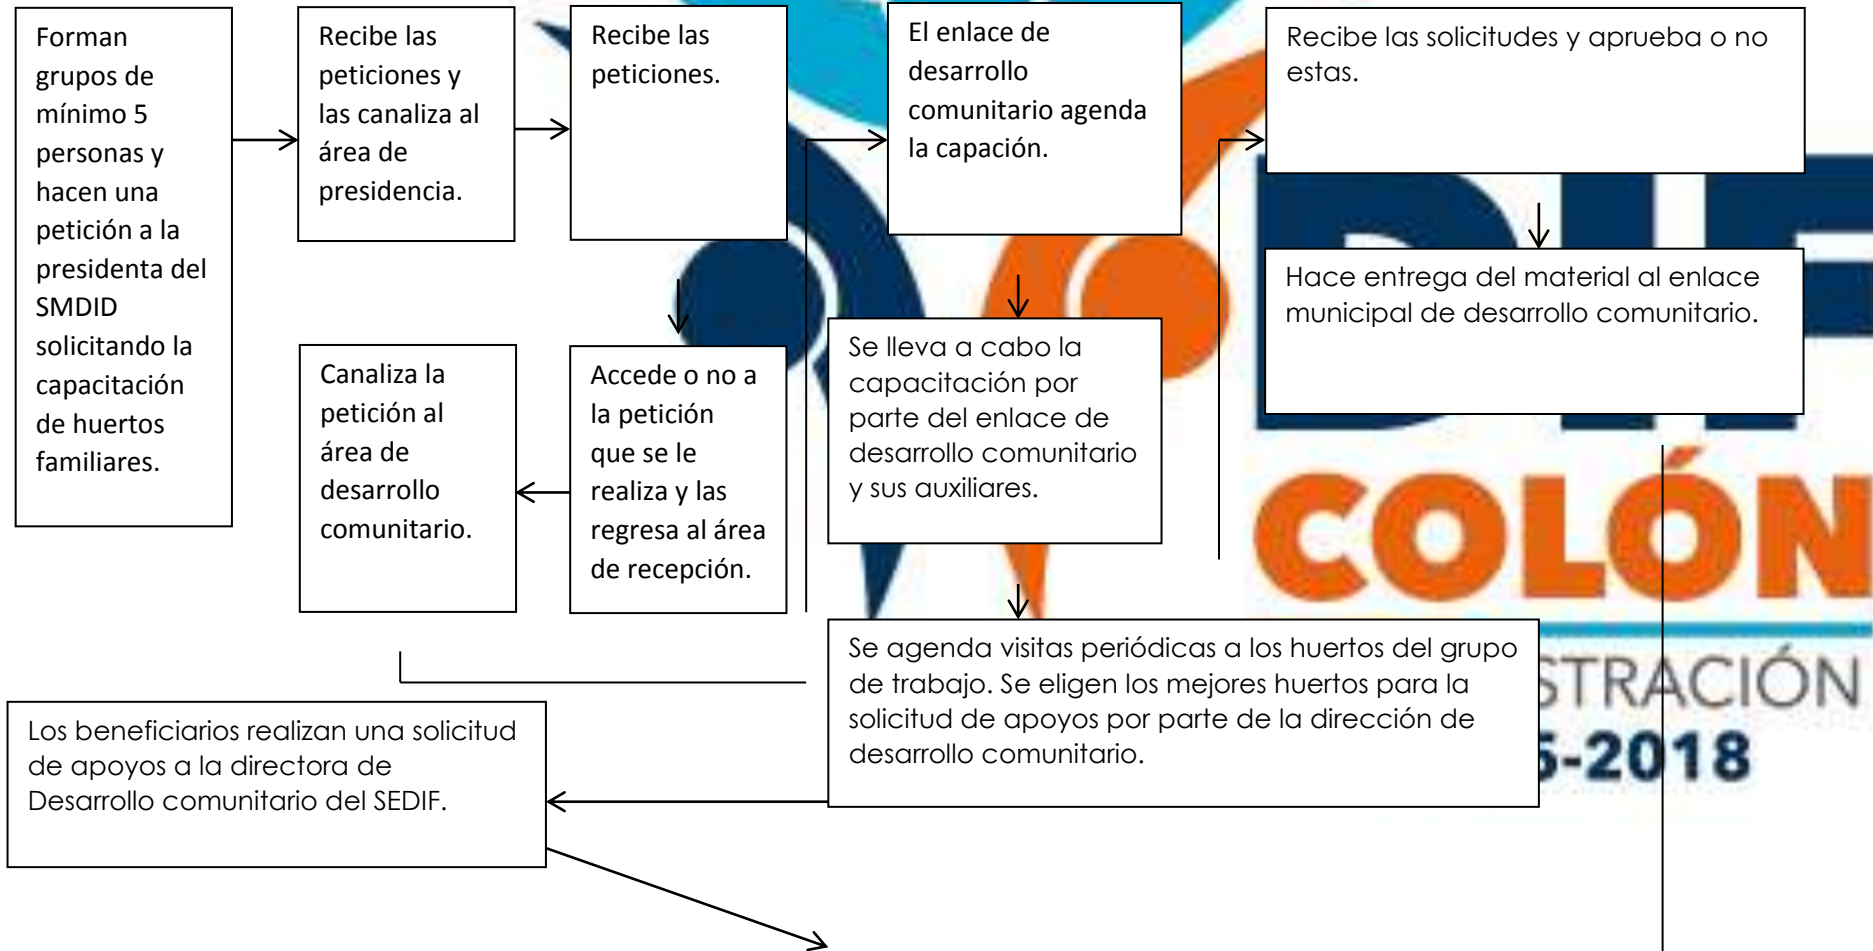 Forman
grupos de
mínimo 5
personas y
hacen una
petición a la
presidenta del
SMDID
solicitando la
capacitación
de huertos
familiares.
Recibe las
peticiones y
las canaliza al
área de
presidencia.
Recibe las
peticiones.
El enlace de
desarrollo
comunitario agenda
la capación.
Recibe las solicitudes y aprueba o no
estas.
Hace entrega del material al enlace
municipal de desarrollo comunitario.
Canaliza la
petición al
área de
desarrollo
comunitario.
Accede o no a
la petición
que se le
realiza y las
regresa al área
de recepción.
Se lleva a cabo la
capacitación por
parte del enlace de
desarrollo comunitario
y sus auxiliares.
Se agenda visitas periódicas a los huertos del grupo
de trabajo. Se eligen los mejores huertos para la
solicitud de apoyos por parte de la dirección de
desarrollo comunitario.
Los beneficiarios realizan una solicitud
de apoyos a la directora de
Desarrollo comunitario del SEDIF.
DIF
COLÓN
STRACIÓN
-2018